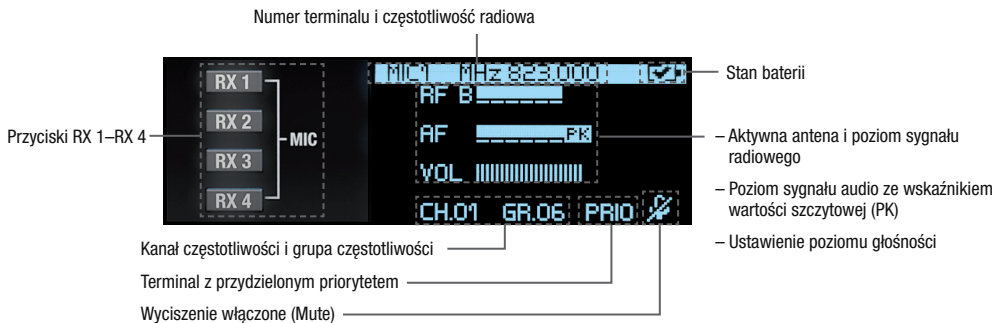 Numer terminalu i częstotliwość radiowa
MIC1 MHz 823.000
Stan baterii
RX 1
RX 2
RX 3
RX 4
MIC
Przyciski RX 1–RX 4
RF B
AF PK
VOL
CH.01 GR.06 PRIO
– Aktywna antena i poziom sygnału
radiowego
– Poziom sygnału audio ze wskaźnikiem
wartości szczytowej (PK)
– Ustawienie poziomu głośności
Kanał częstotliwości i grupa częstotliwości
Terminal z przydzielonym priorytetem
Wyciszenie włączone (Mute)